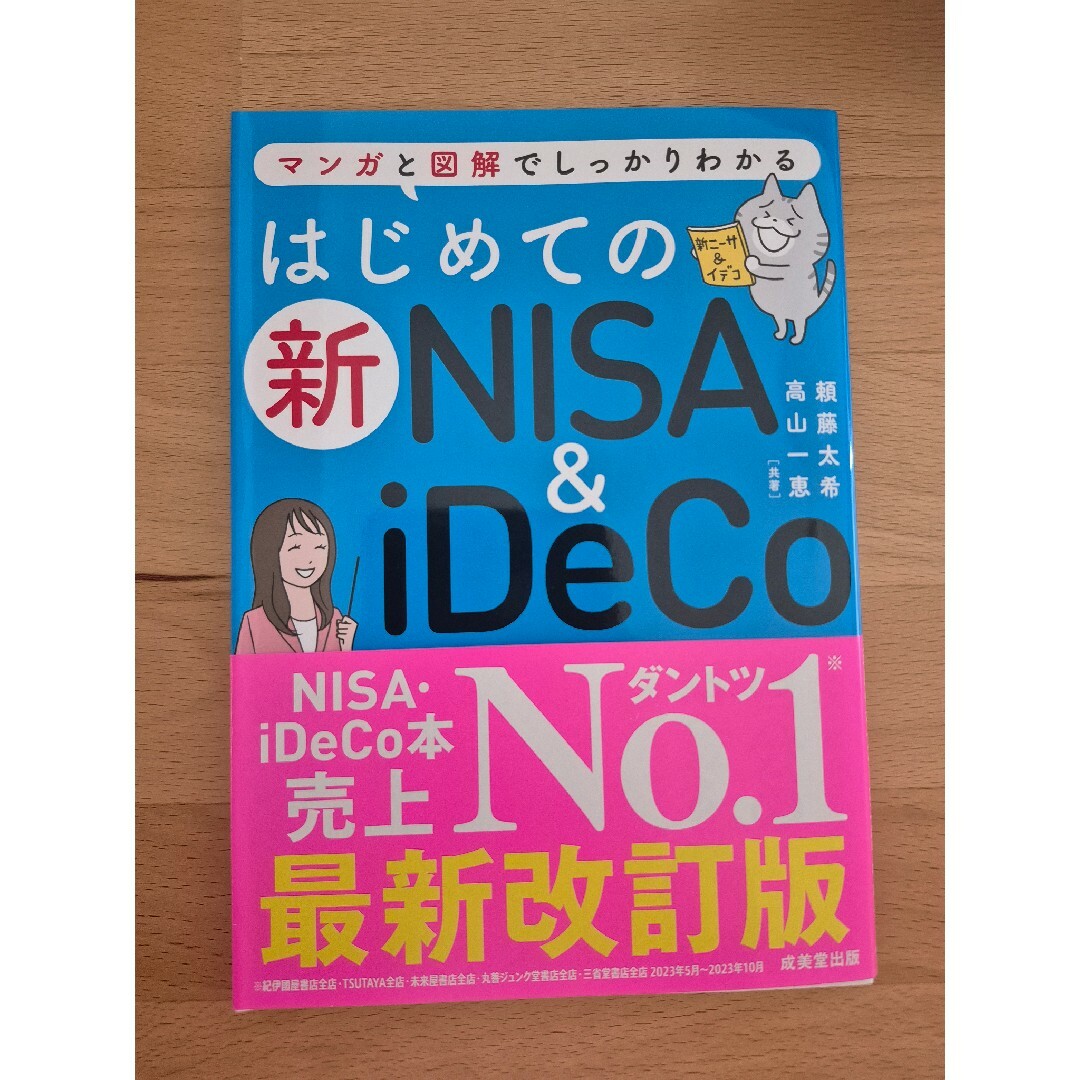 マンガと図解でしっかりわかる
はじめての
新ニーサ
&
イデコ
新NISA
&
iDeCo
頼藤太希
高山一恵
[共著]
NISA・
iDeCo本
売上
ダントツ
No.1※
最新改訂版
※紀伊國屋書店全店・TSUTAYA全店・未来屋書店全店・丸善ジュンク堂書店全店・三省堂書店全店 2023年5月〜2023年10月
成美堂出版